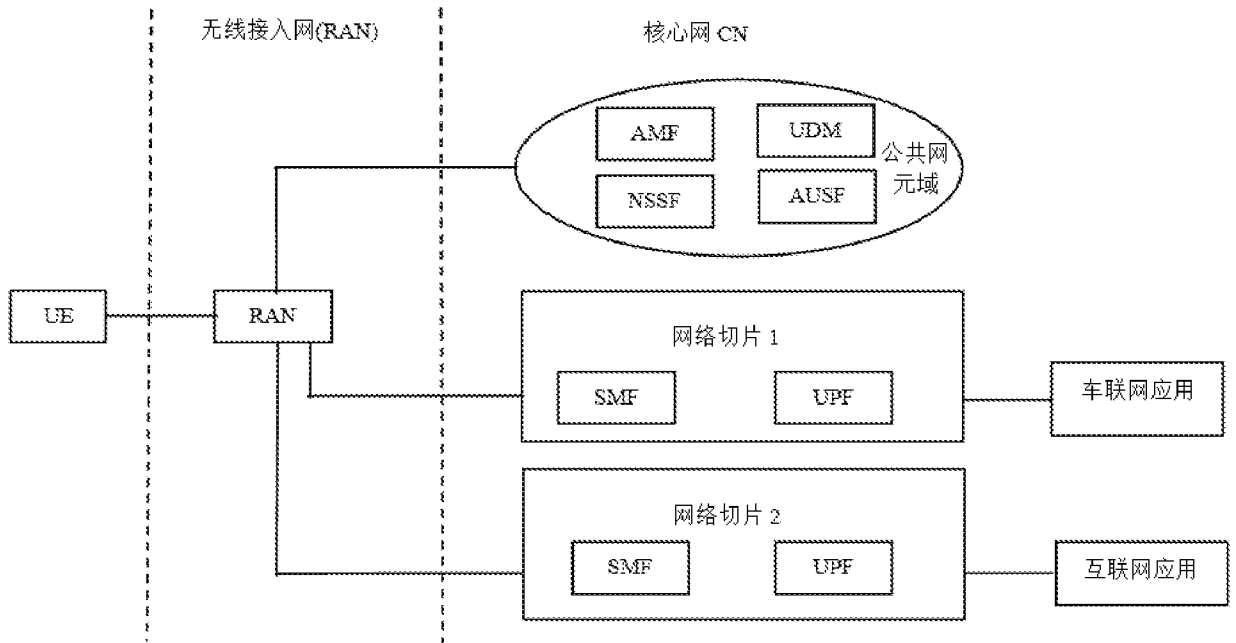 无线接入网(RAN)
核心网 CN
AMF
UDM
公共网
元域
NSSF
AUSF
UE
RAN
网络切片 1
SMF
UPF
车联网应用
网络切片 2
SMF
UPF
互联网应用